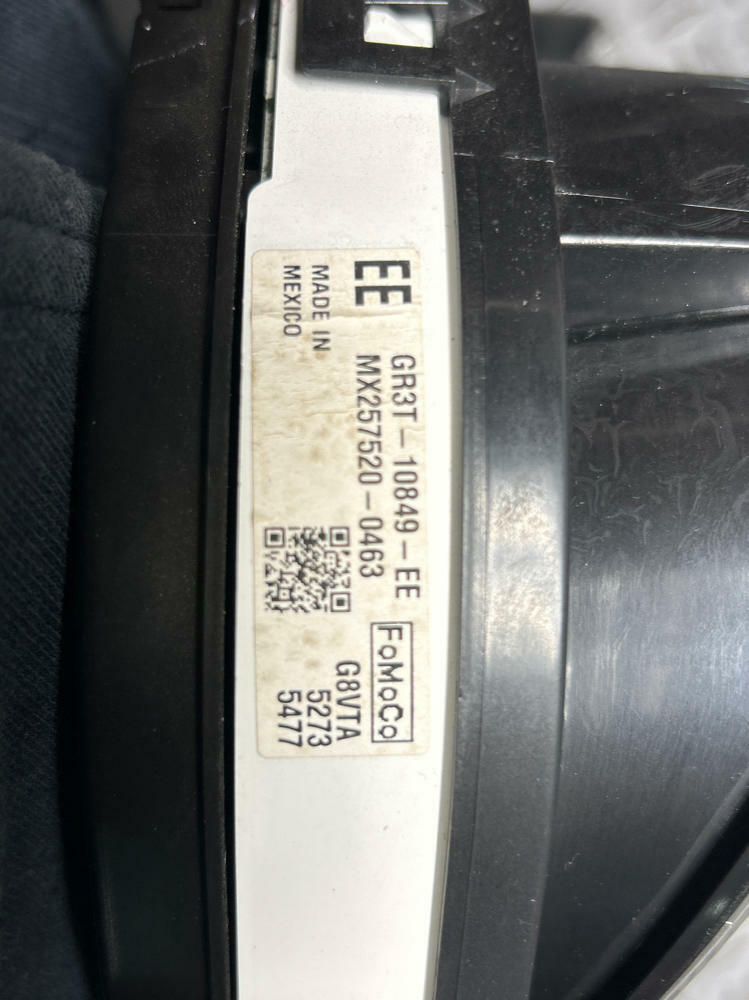 EE
GR3T-10849-EE
MX257520-0463
MADE IN
MEXICO
FoMoCo
G8VTA
5273
5477